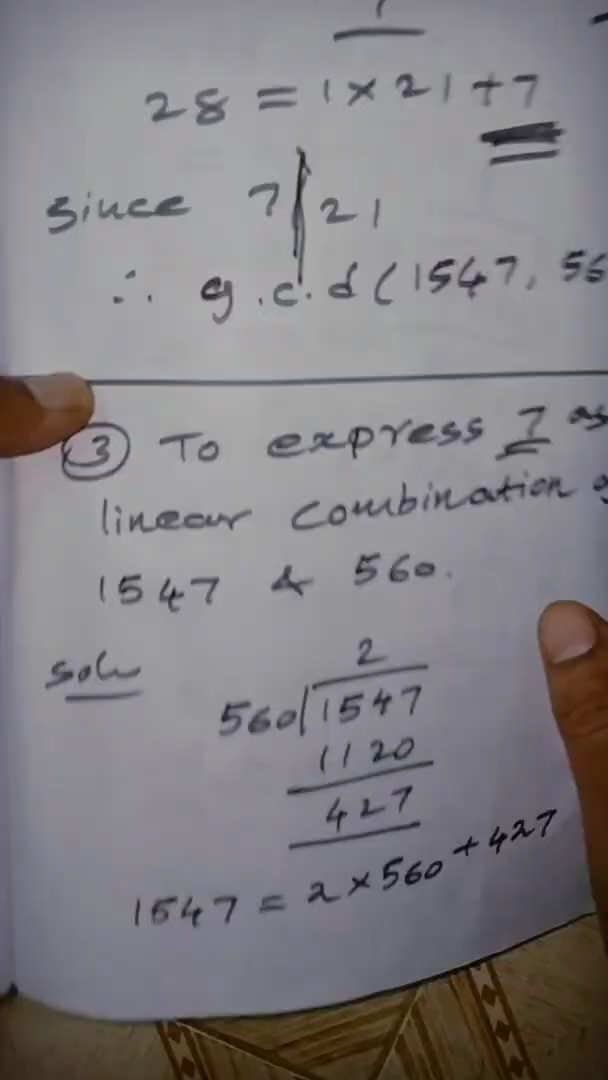 28 = 1 × 21 + 7
since 7 | 21
∴ g.c.d ( 1547, 56
③ To express 7 as
linear combination
1547 & 560.
Soln
2
560 1547
1120
427
1547 = 2 × 560 + 427